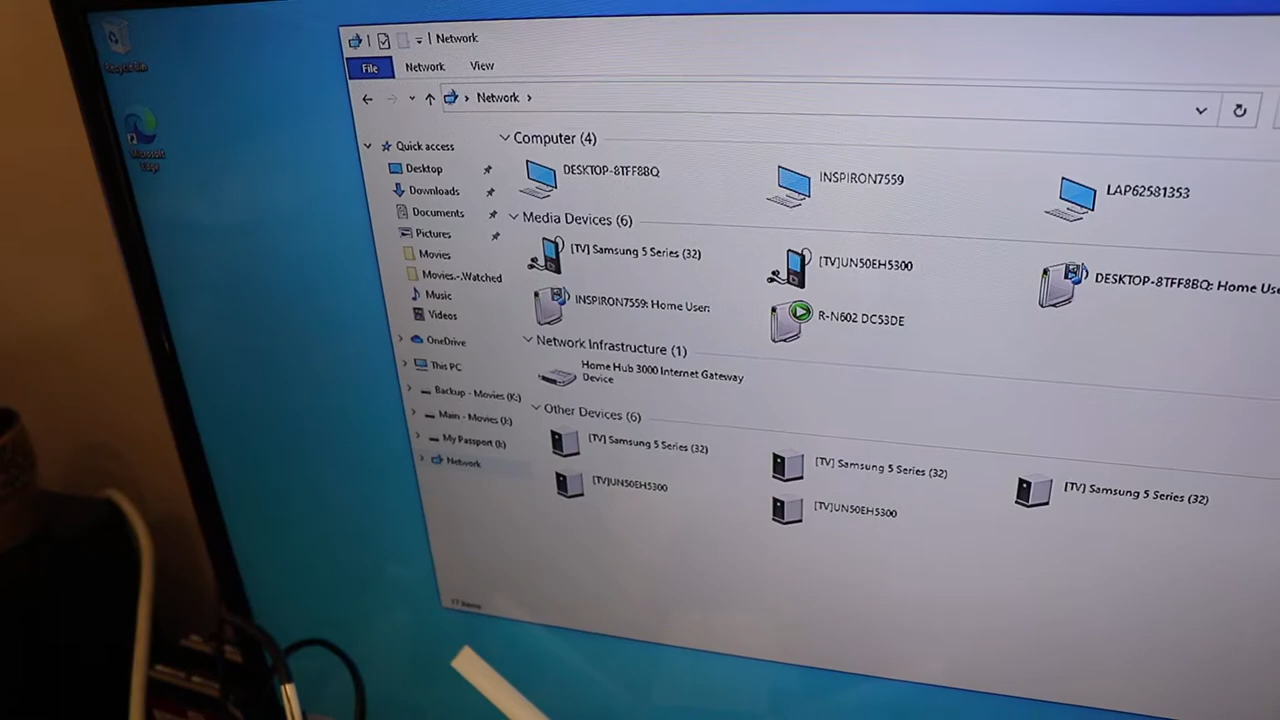 Recycle Bin
Microsoft Edge
Network
File Network View
Network
Quick access
Desktop
Downloads
Documents
Pictures
Movies
Movies.-.Watched
Music
Videos
OneDrive
This PC
Backup - Movies (K:)
Main - Movies (J:)
My Passport (I:)
Network
Computer (4)
DESKTOP-8TFF8BQ INSPIRON7559 LAP62581353
Media Devices (6)
[TV] Samsung 5 Series (32) [TV]UN50EH5300 DESKTOP-8TFF8BQ: Home Use
INSPIRON7559: Home User: R-N602 DC53DE
Network Infrastructure (1)
Home Hub 3000 Internet Gateway
Device
Other Devices (6)
[TV] Samsung 5 Series (32) [TV] Samsung 5 Series (32) [TV] Samsung 5 Series (32)
[TV]UN50EH5300 [TV]UN50EH5300
17 items